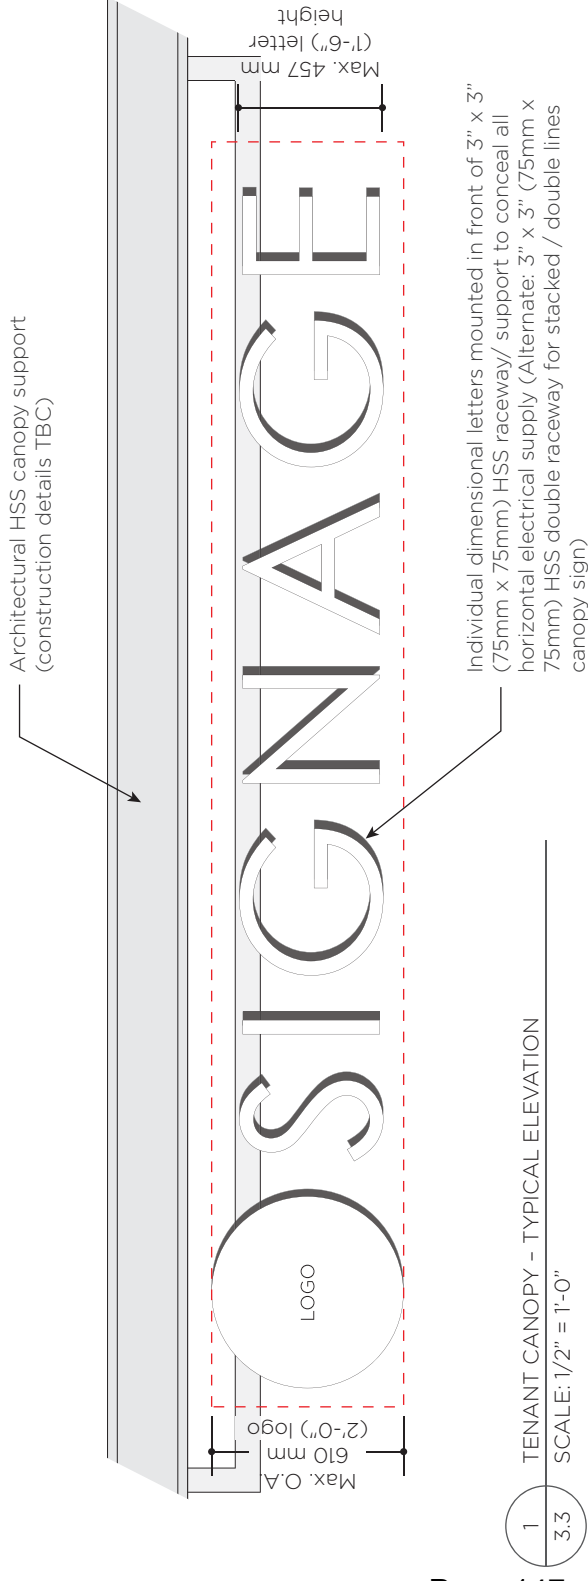 Architectural HSS canopy support
(construction details TBC)
Max. 457 mm
(1'-6") letter
height
SIGNAGE
LOGO
Max. O.A.
610 mm
(2'-0") logo
Individual dimensional letters mounted in front of 3" x 3"
(75mm x 75mm) HSS raceway/ support to conceal all
horizontal electrical supply (Alternate: 3" x 3" (75mm x
75mm) HSS double raceway for stacked / double lines
canopy sign)
1
3.3
TENANT CANOPY - TYPICAL ELEVATION
SCALE: 1/2" = 1'-0"